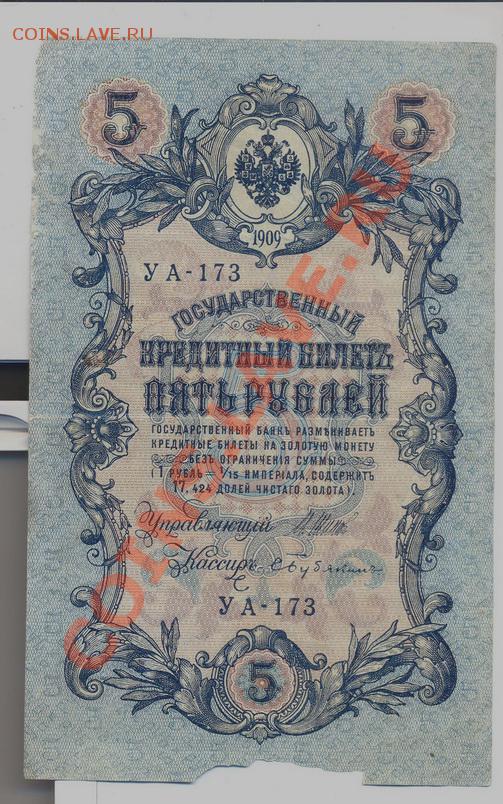 COINS.LAVE.RU
5 5
1909
УА-173
ГОСУДАРСТВЕННЫЙ
КРЕДИТНЫЙ БИЛЕТЪ
ПЯТЬ РУБЛЕЙ
ГОСУДАРСТВЕННЫЙ БАНКЪ РАЗМѢНИВАЕТЪ
КРЕДИТНЫЕ БИЛЕТЫ НА ЗОЛОТУЮ МОНЕТУ
БЕЗЪ ОГРАНИЧЕНІЯ СУММЫ
(1 РУБЛЬ = 1/15 ИМПЕРІАЛА, СОДЕРЖИТЪ
17,424 ДОЛЕЙ ЧИСТАГО ЗОЛОТА).
Управляющій
Кассиръ
УА-173
5